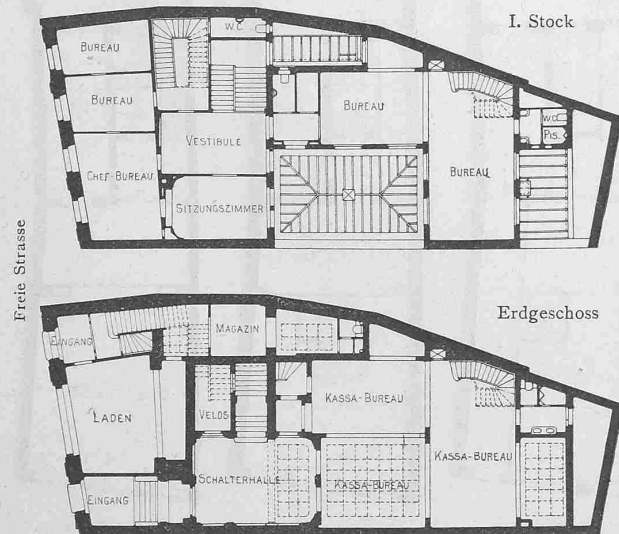 I. Stock
W.C.
BUREAU
BUREAU
BUREAU
VESTIBULE
W.C.
PIS.
CHEF-BUREAU
BUREAU
SITZUNGSZIMMER
Freie Strasse
Erdgeschoss
EINGANG
MAGAZIN
KASSA-BUREAU
LADEN
VELOS
KASSA-BUREAU
SCHALTERHALLE
KASSA-BUREAU
EINGANG